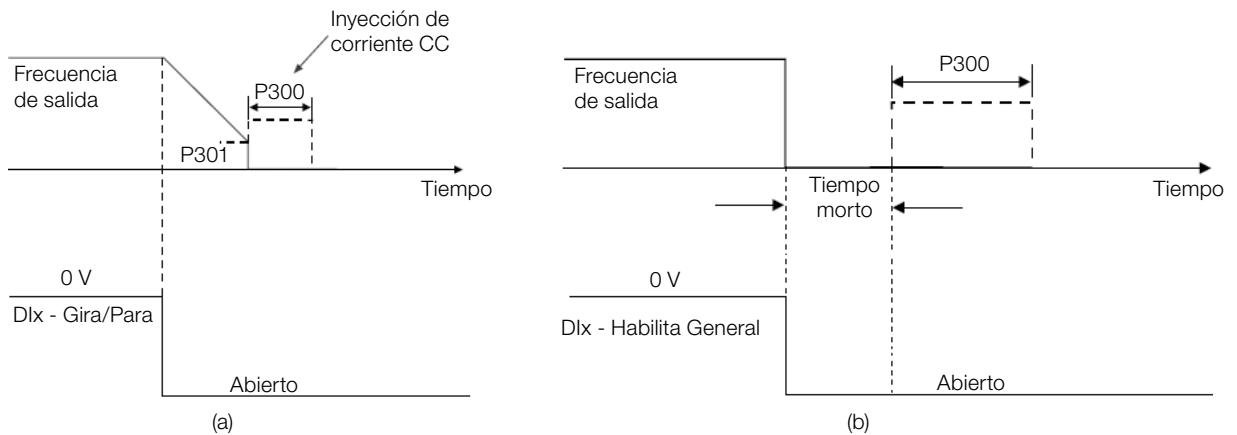 Inyección de
corriente CC
Frecuencia
de salida
P300
P301
Tiempo
0 V
DIx - Gira/Para
Abierto
(a)
P300
Frecuencia
de salida
Tiempo
morto
Tiempo
0 V
DIx - Habilita General
Abierto
(b)